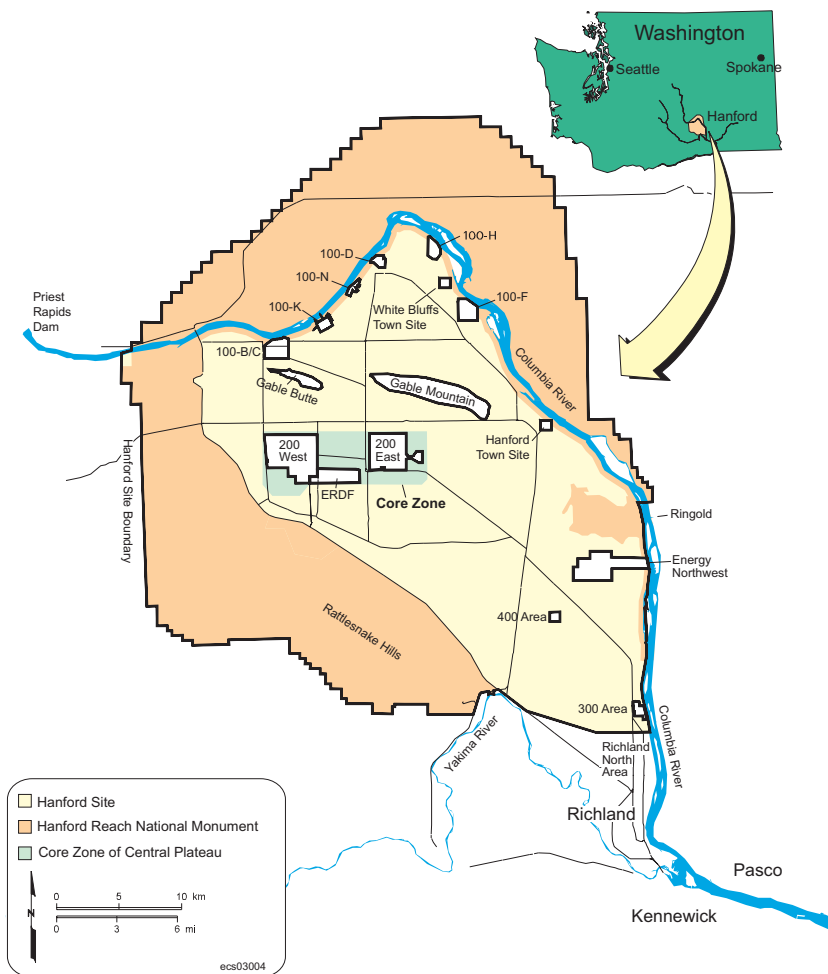 Washington
Seattle
Spokane
Hanford
100-H
100-D
100-N
100-F
Priest
Rapids
Dam
100-K
White Bluffs
Town Site
100-B/C
Columbia River
Gable Butte
Gable Mountain
Hanford Site Boundary
200
West
200
East
Hanford
Town Site
ERDF
Core Zone
Ringold
Energy
Northwest
Rattlesnake Hills
400 Area
300 Area
Columbia River
Yakima River
Richland
North
Area
Richland
Pasco
Kennewick
Hanford Site
Hanford Reach National Monument
Core Zone of Central Plateau
N
0 5 10 km
0 3 6 mi
ecs03004